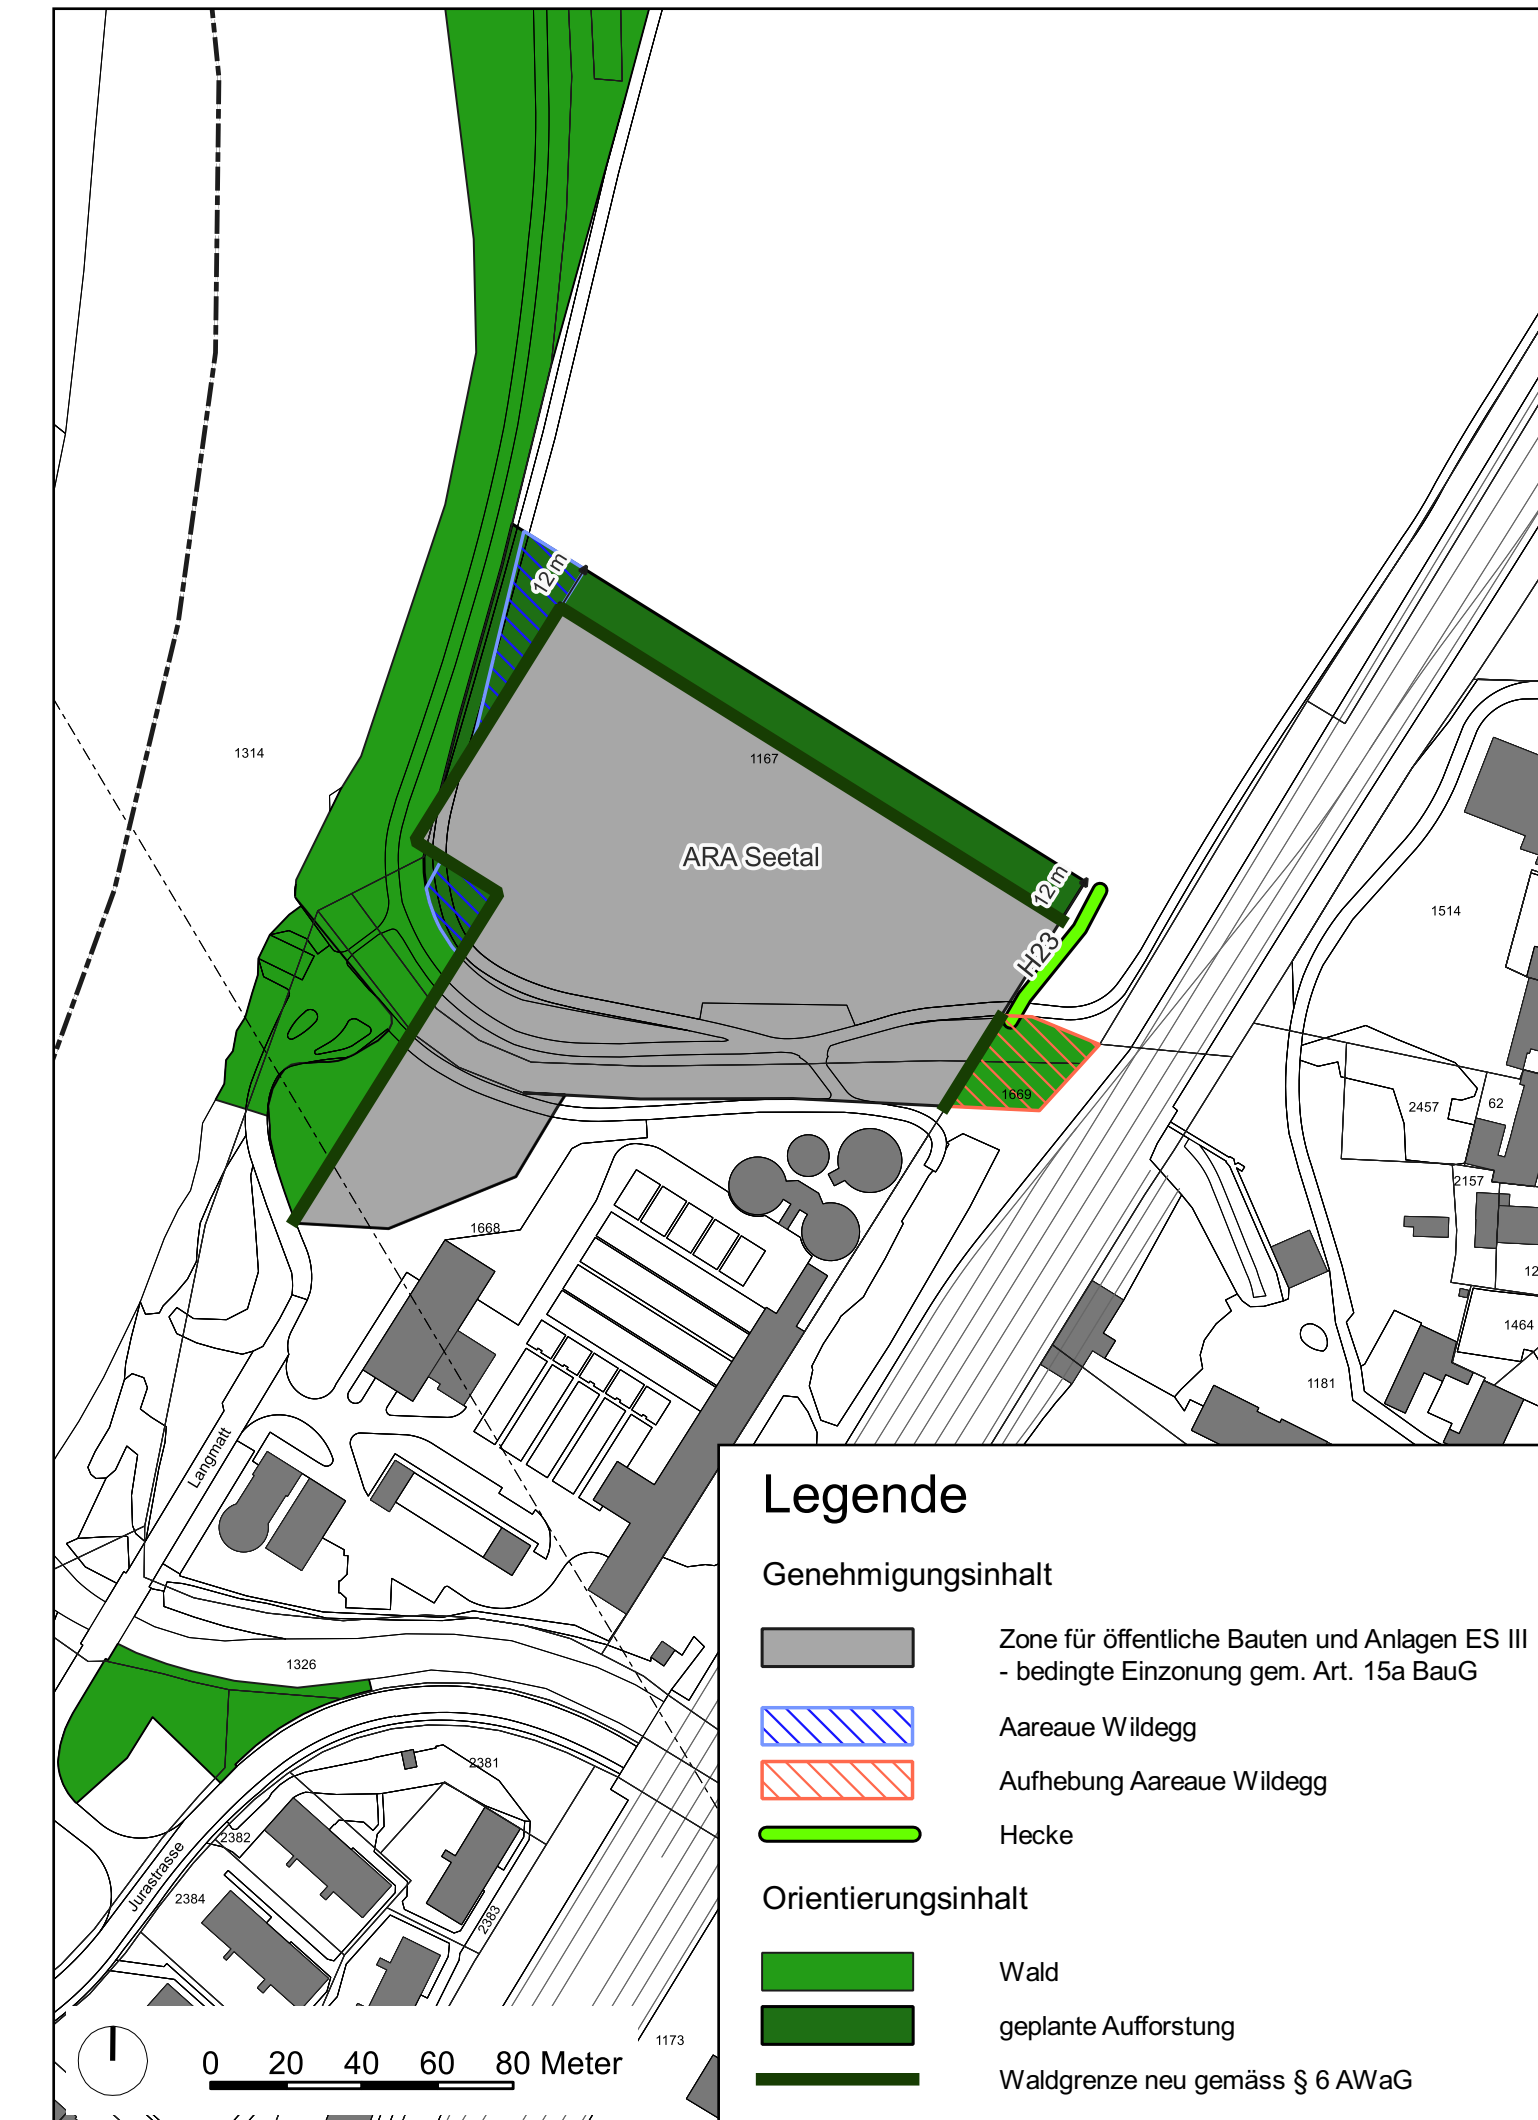 12 m
1314
1167
ARA Seetal
12 m
1514
H23
1669
2457
62
2157
1668
12
1464
1181
Langmatt
1326
2381
2382
Jurastrasse
2384
2383
1173
0 20 40 60 80 Meter
Legende
Genehmigungsinhalt
Zone für öffentliche Bauten und Anlagen ES III
- bedingte Einzonung gem. Art. 15a BauG
Aareaue Wildegg
Aufhebung Aareaue Wildegg
Hecke
Orientierungsinhalt
Wald
geplante Aufforstung
Waldgrenze neu gemäss § 6 AWaG